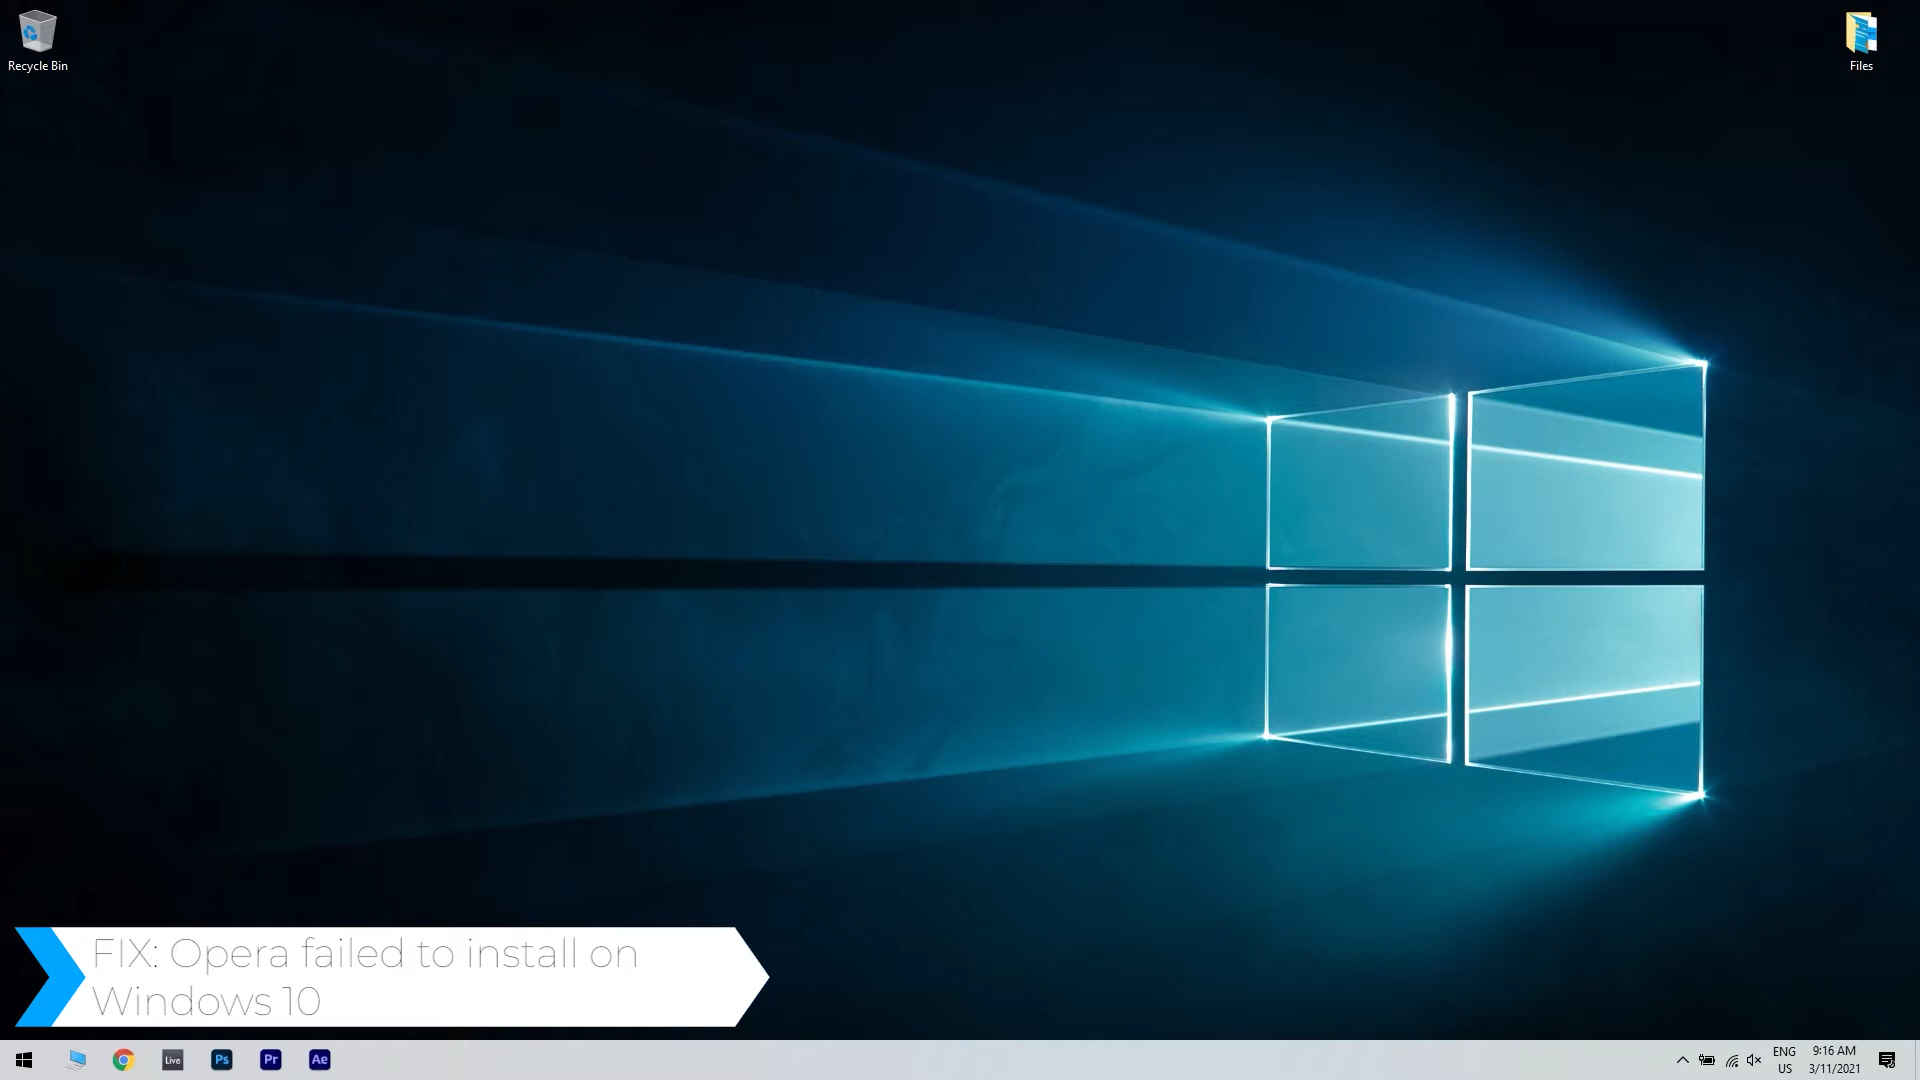 Recycle Bin
Files
FIX: Opera failed to install on
Windows 10
Live
Ps
Pr
Ae
ENG
US
9:16 AM
3/11/2021